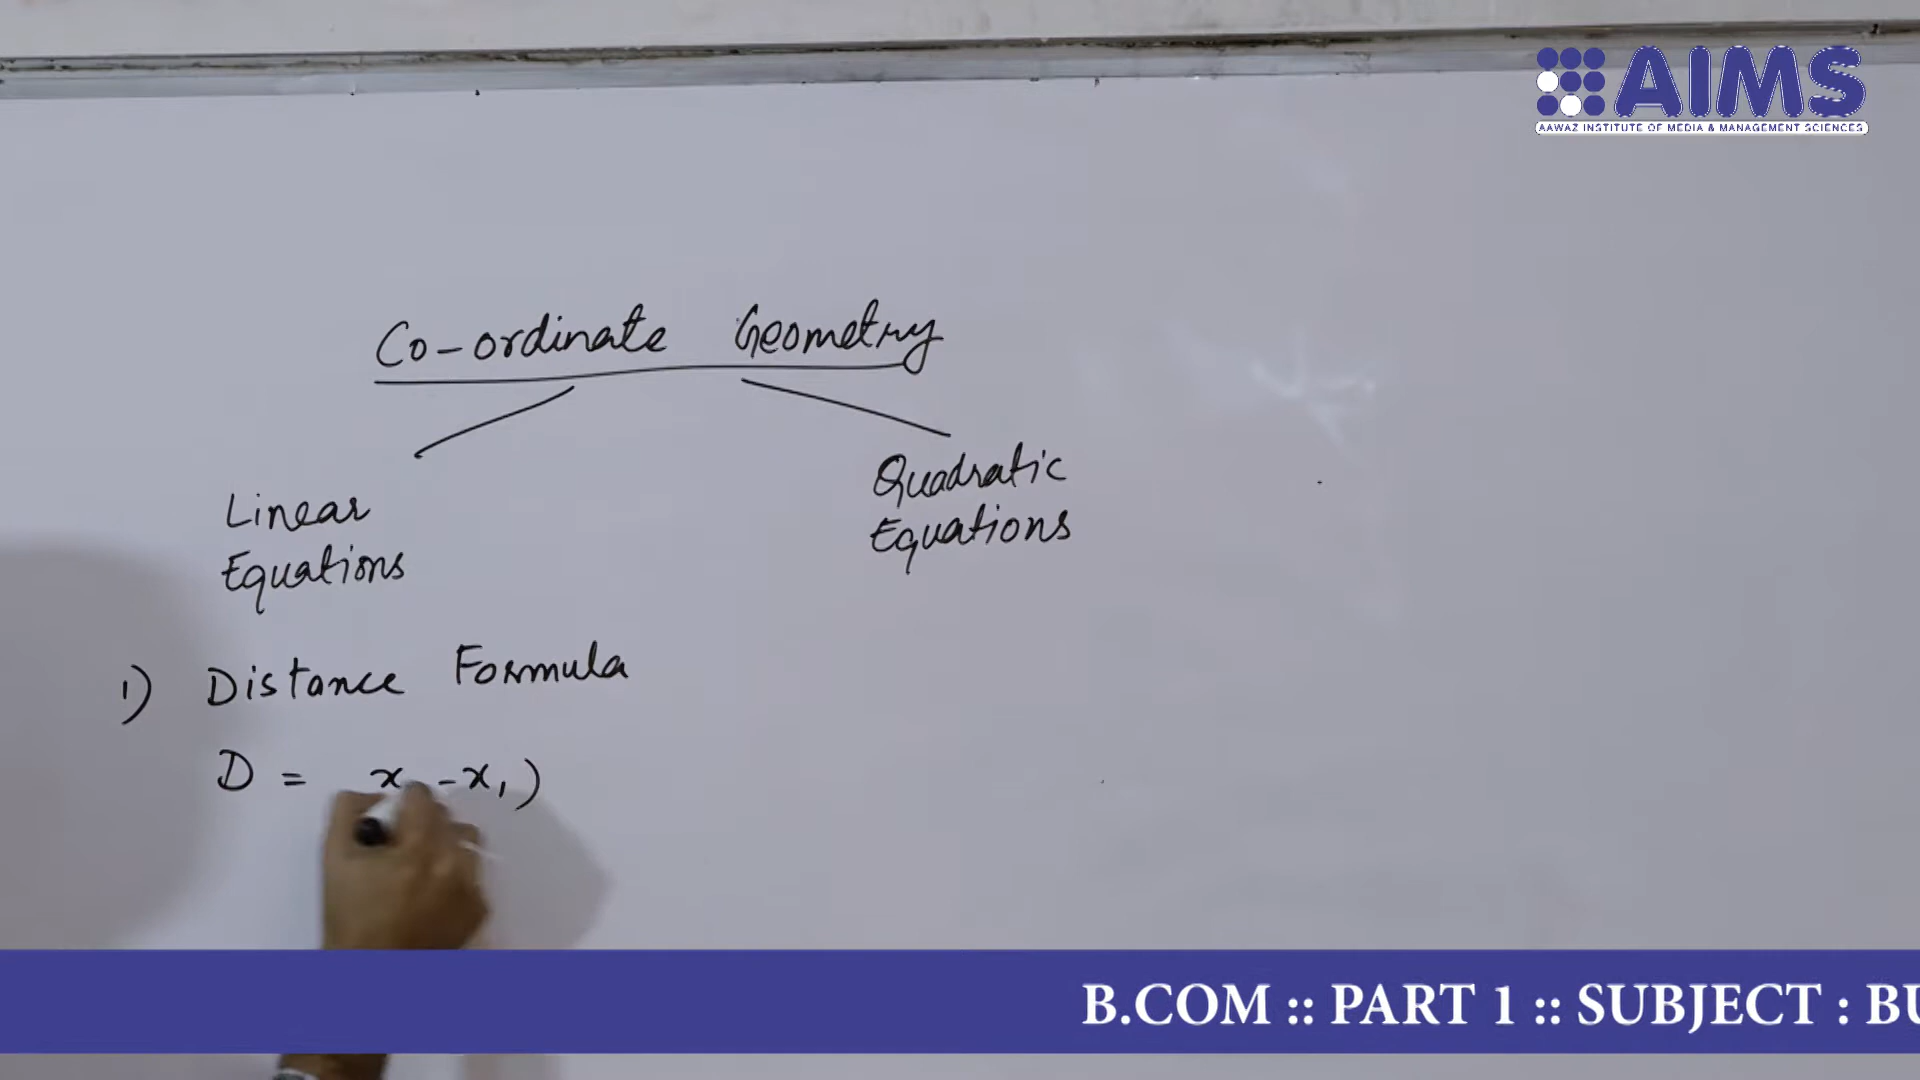 AIMS
AAWAZ INSTITUTE OF MEDIA & MANAGEMENT SCIENCES
Co-ordinate Geometry
Linear
Equations
Quadratic
Equations
1) Distance Formula
D = x -x₁)
B.COM :: PART 1 :: SUBJECT : BU